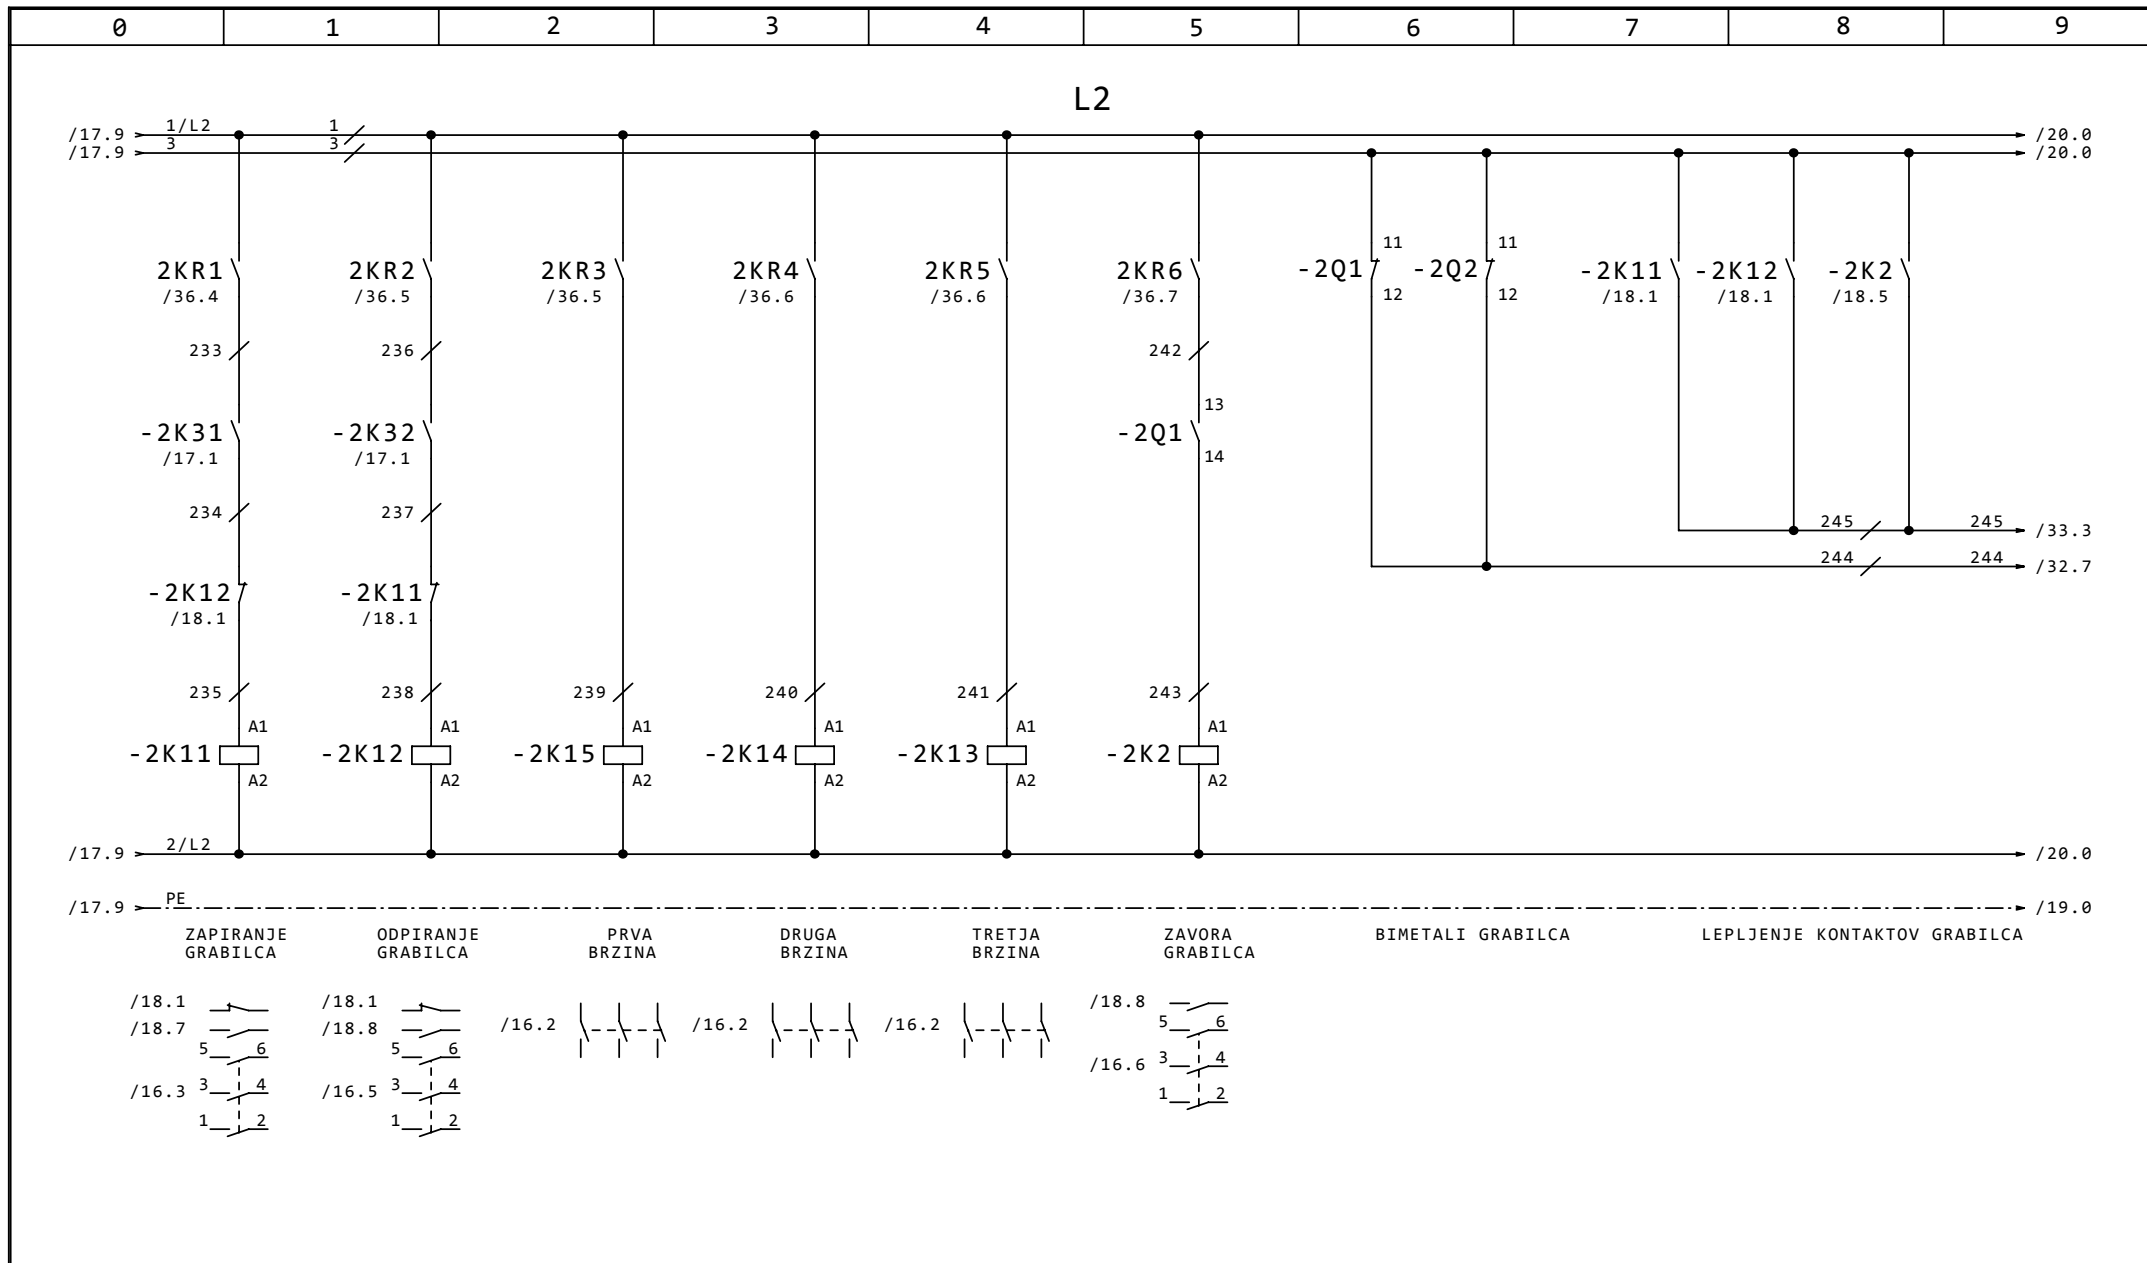 0 1 2 3 4 5 6 7 8 9
L2
/17.9 1/L2 1 /20.0
/17.9 3 3 /20.0
11 11
2KR1 2KR2 2KR3 2KR4 2KR5 2KR6 -2Q1 -2Q2 -2K11 -2K12 -2K2
/36.4 /36.5 /36.5 /36.6 /36.6 /36.7 12 12 /18.1 /18.1 /18.5
233 236 242
13
-2K31 -2K32 -2Q1
/17.1 /17.1 14
234 237
245 245 /33.3
244 244 /32.7
-2K12 -2K11
/18.1 /18.1
235 238 239 240 241 243
A1 A1 A1 A1 A1 A1
-2K11 -2K12 -2K15 -2K14 -2K13 -2K2
A2 A2 A2 A2 A2 A2
/17.9 2/L2 /20.0
/17.9 PE /19.0
ZAPIRANJE ODPIRANJE PRVA DRUGA TRETJA ZAVORA BIMETALI GRABILCA LEPLJENJE KONTAKTOV GRABILCA
GRABILCA GRABILCA BRZINA BRZINA BRZINA GRABILCA
/18.1 /18.1 /18.8
/18.7 /18.8 /16.2 /16.2 /16.2 5 6
5 6 5 6
/16.6 3 4
/16.3 3 4 /16.5 3 4 1 2
1 2 1 2